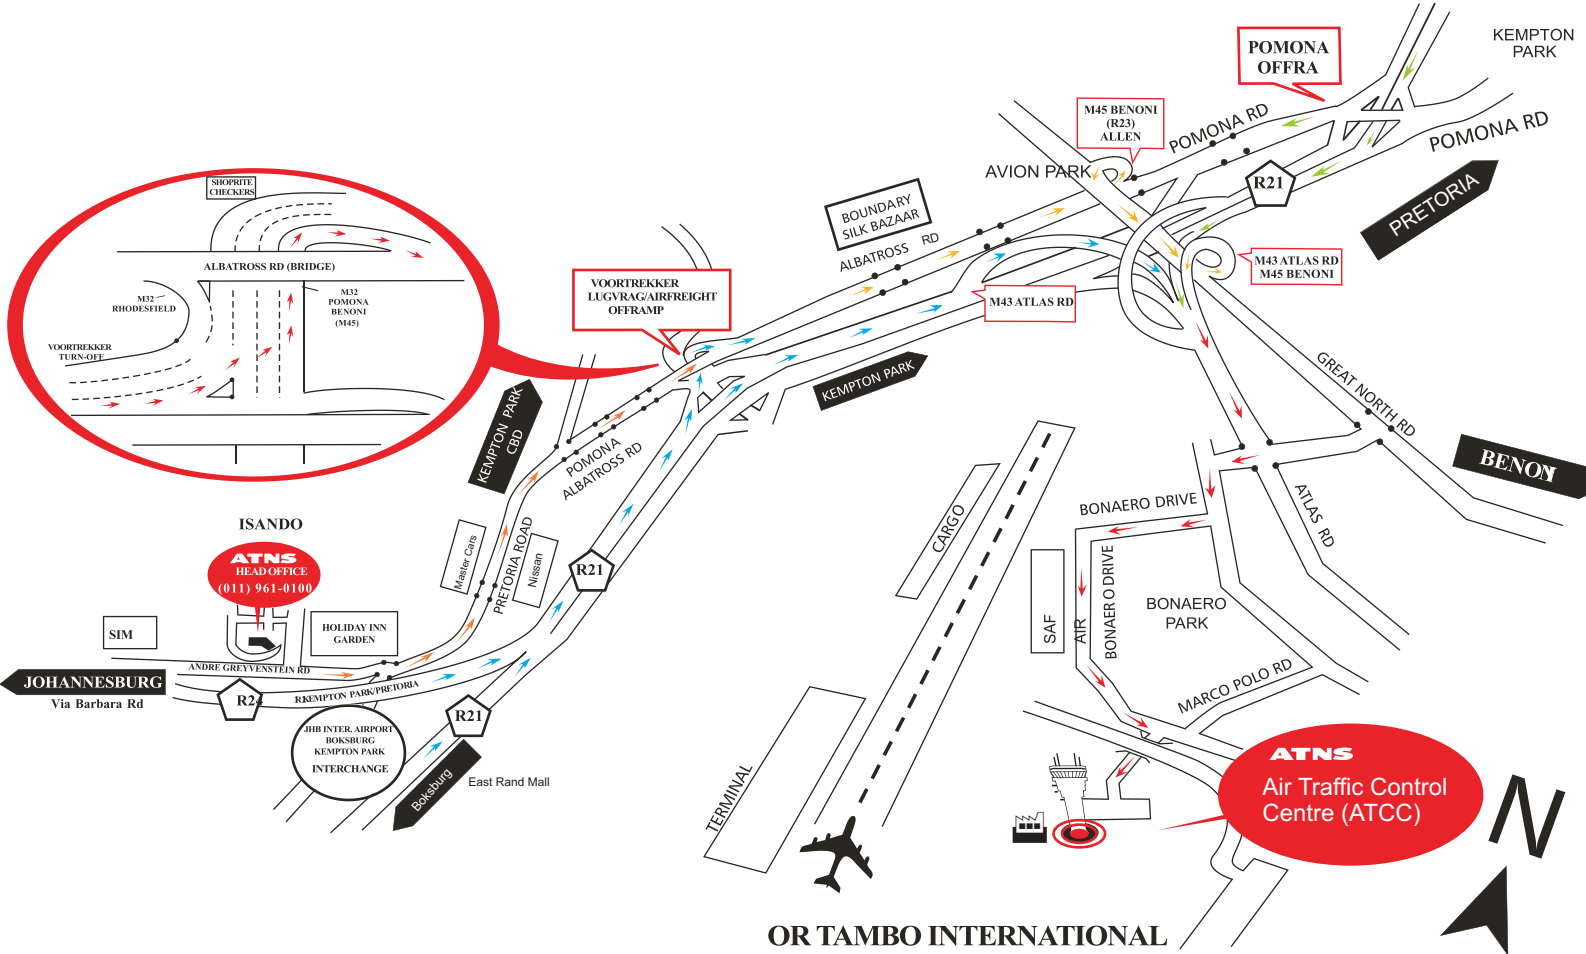 KEMPTON
PARK
POMONA
OFFRA
POMONA RD
POMONA RD
M45 BENONI
(R23)
ALLEN
AVION PARK
R21
PRETORIA
BOUNDARY
SILK BAZAAR
ALBATROSS RD
M43 ATLAS RD
M45 BENONI
M43 ATLAS RD
SHOPRITE
CHECKERS
ALBATROSS RD (BRIDGE)
M32
RHODESFIELD
M32
POMONA
BENONI
(M45)
VOORTREKKER
TURN-OFF
VOORTREKKER
LUGVRAG/AIRFREIGHT
OFFRAMP
KEMPTON PARK
KEMPTON PARK
CBD
POMONA
ALBATROSS RD
GREAT NORTH RD
BENONI
ATLAS RD
BONAERO DRIVE
BONAERO DRIVE
BONAERO
PARK
SAF AIR
MARCO POLO RD
CARGO
TERMINAL
ISANDO
ATNS
HEAD OFFICE
(011) 961-0100
SIM
HOLIDAY INN
GARDEN
Master Cars
PRETORIA ROAD
Nissan
R21
ANDRE GREYVENSTEIN RD
JOHANNESBURG
Via Barbara Rd
R24
R21
KEMPTON PARK/PRETORIA
JHB INTER. AIRPORT
BOKSBURG
KEMPTON PARK
INTERCHANGE
Boksburg
East Rand Mall
ATNS
Air Traffic Control
Centre (ATCC)
N
OR TAMBO INTERNATIONAL